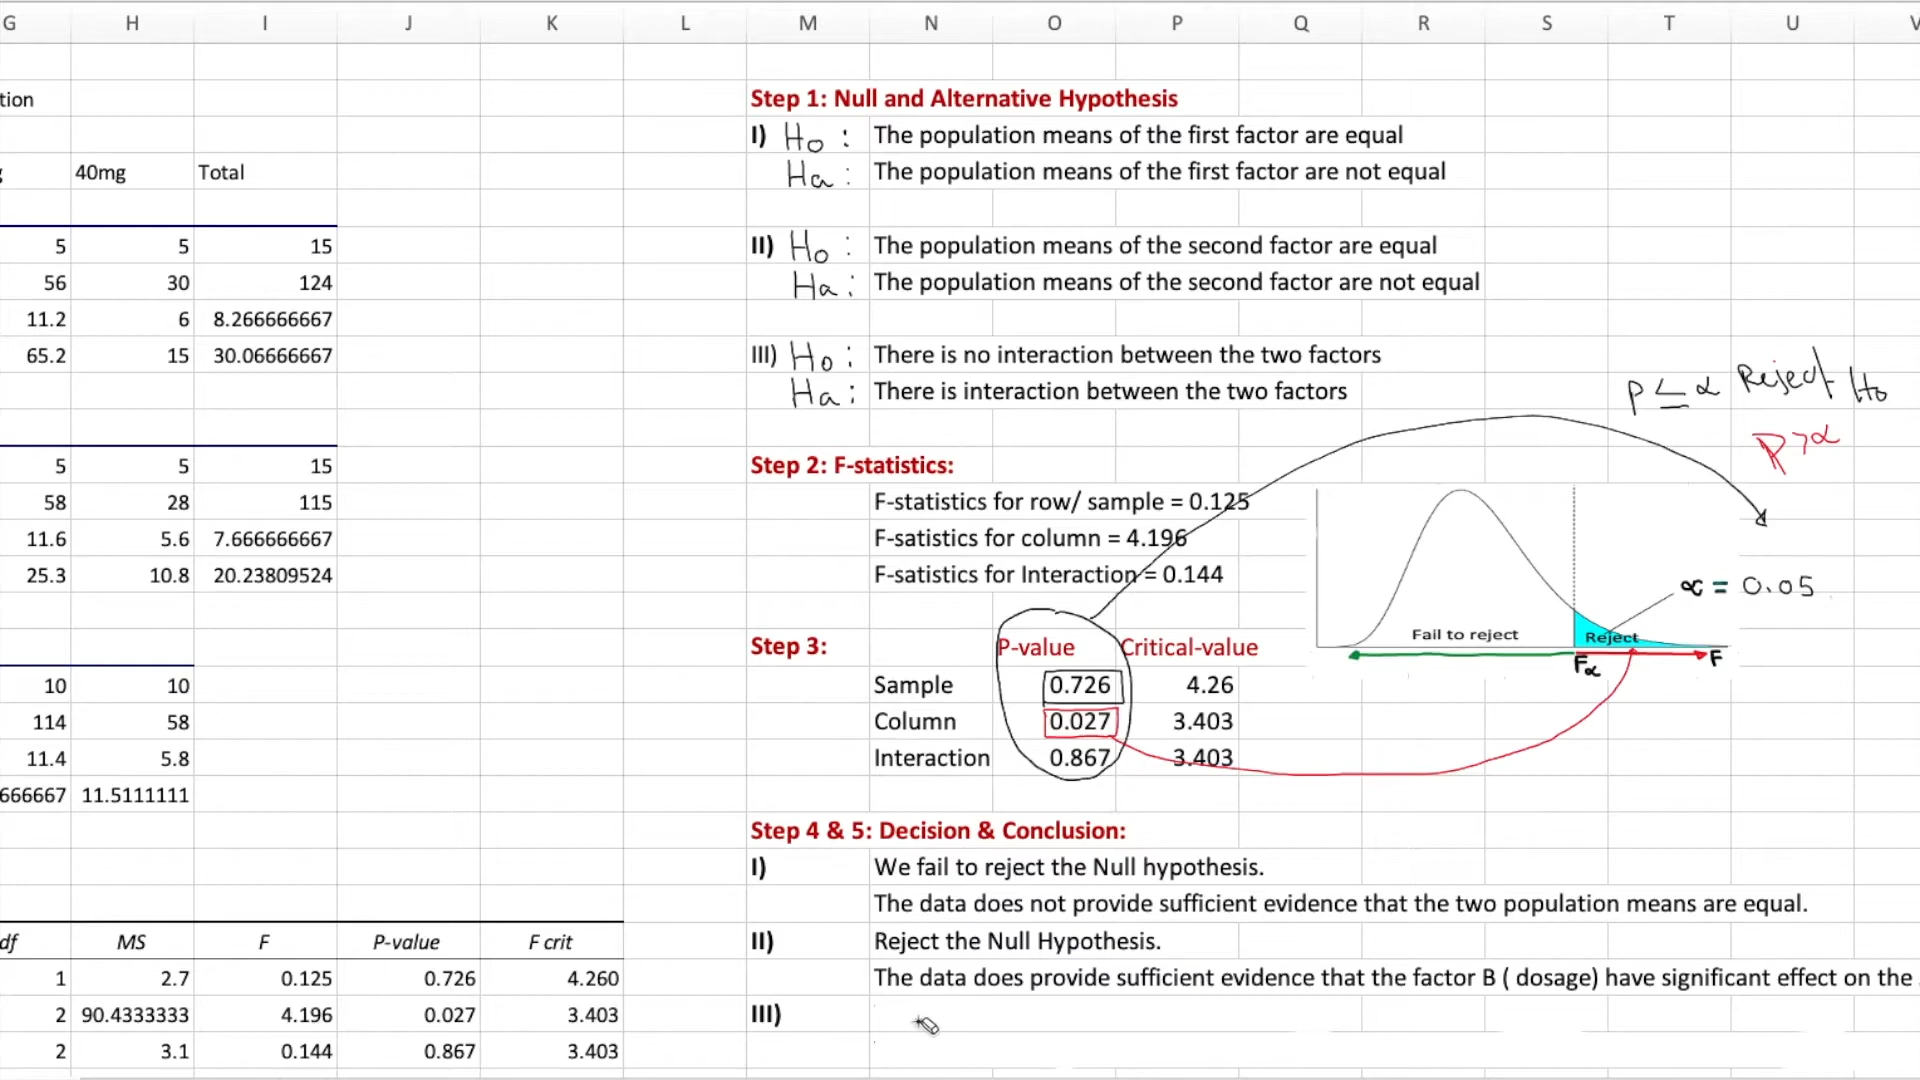 G H I J K L M N O P Q R S T U V
tion
40mg Total
5 5 15
56 30 124
11.2 6 8.266666667
65.2 15 30.06666667
5 5 15
58 28 115
11.6 5.6 7.666666667
25.3 10.8 20.23809524
10 10
114 58
11.4 5.8
666667 11.5111111
df MS F P-value F crit
1 2.7 0.125 0.726 4.260
2 90.4333333 4.196 0.027 3.403
2 3.1 0.144 0.867 3.403
Step 1: Null and Alternative Hypothesis
I) Ho : The population means of the first factor are equal
Ha : The population means of the first factor are not equal
II) Ho : The population means of the second factor are equal
Ha : The population means of the second factor are not equal
III) Ho : There is no interaction between the two factors
Ha : There is interaction between the two factors
P ≤ α Reject Ho
P > α
Step 2: F-statistics:
F-statistics for row/ sample = 0.125
F-satistics for column = 4.196
F-satistics for Interaction = 0.144
α = 0.05
Fail to reject Reject
Fα F
Step 3: P-value Critical-value
Sample 0.726 4.26
Column 0.027 3.403
Interaction 0.867 3.403
Step 4 & 5: Decision & Conclusion:
I) We fail to reject the Null hypothesis.
The data does not provide sufficient evidence that the two population means are equal.
II) Reject the Null Hypothesis.
The data does provide sufficient evidence that the factor B ( dosage) have significant effect on the
III)